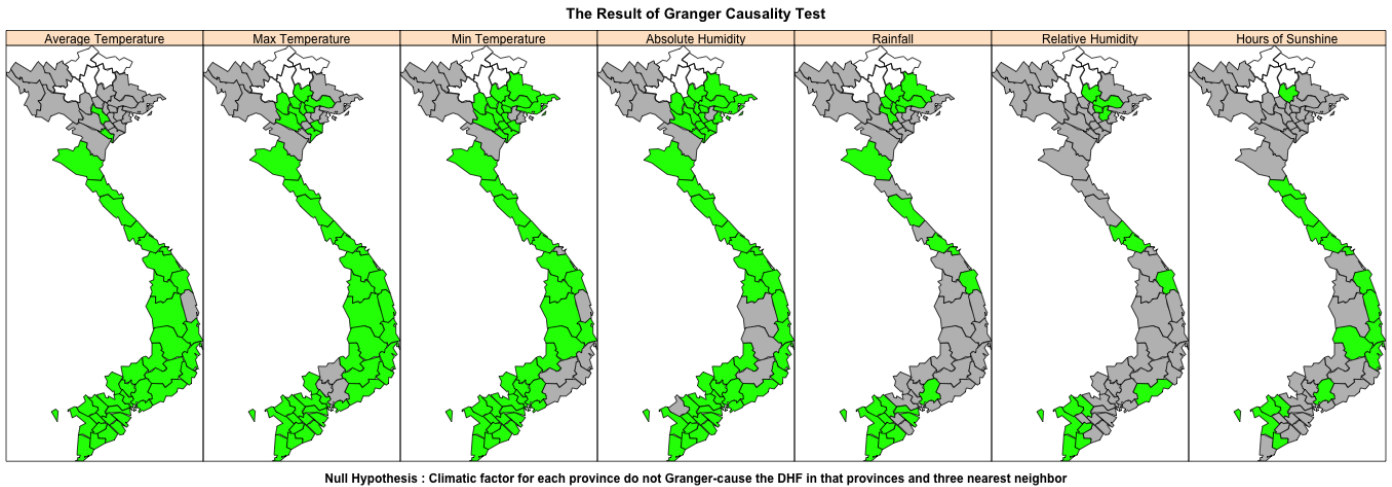 The Result of Granger Causality Test
Average Temperature
Max Temperature
Min Temperature
Absolute Humidity
Rainfall
Relative Humidity
Hours of Sunshine
Null Hypothesis : Climatic factor for each province do not Granger-cause the DHF in that provinces and three nearest neighbor